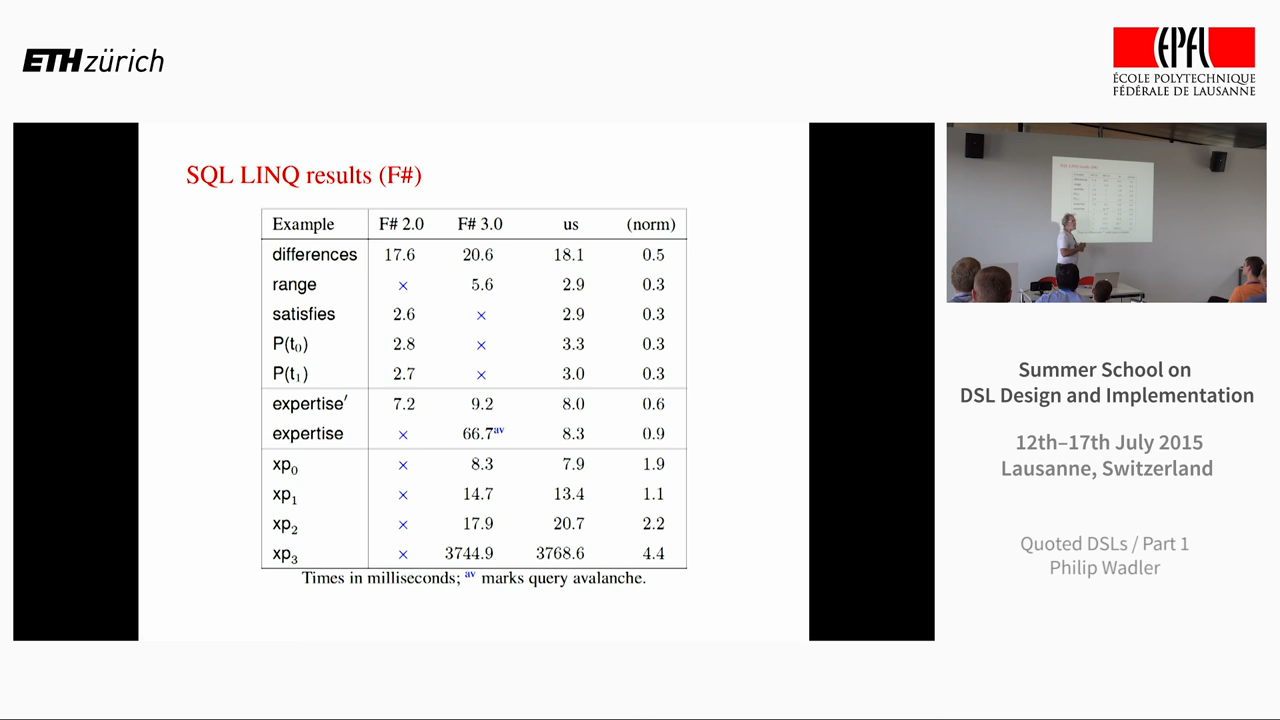 ETH zürich
EPFL
ÉCOLE POLYTECHNIQUE
FÉDÉRALE DE LAUSANNE
SQL LINQ results (F#)
Example F# 2.0 F# 3.0 us (norm)
differences 17.6 20.6 18.1 0.5
range × 5.6 2.9 0.3
satisfies 2.6 × 2.9 0.3
P(t₀) 2.8 × 3.3 0.3
P(t₁) 2.7 × 3.0 0.3
expertise′ 7.2 9.2 8.0 0.6
expertise × 66.7ᵃᵛ 8.3 0.9
xp₀ × 8.3 7.9 1.9
xp₁ × 14.7 13.4 1.1
xp₂ × 17.9 20.7 2.2
xp₃ × 3744.9 3768.6 4.4
Times in milliseconds; ᵃᵛ marks query avalanche.
Summer School on
DSL Design and Implementation
12th–17th July 2015
Lausanne, Switzerland
Quoted DSLs / Part 1
Philip Wadler